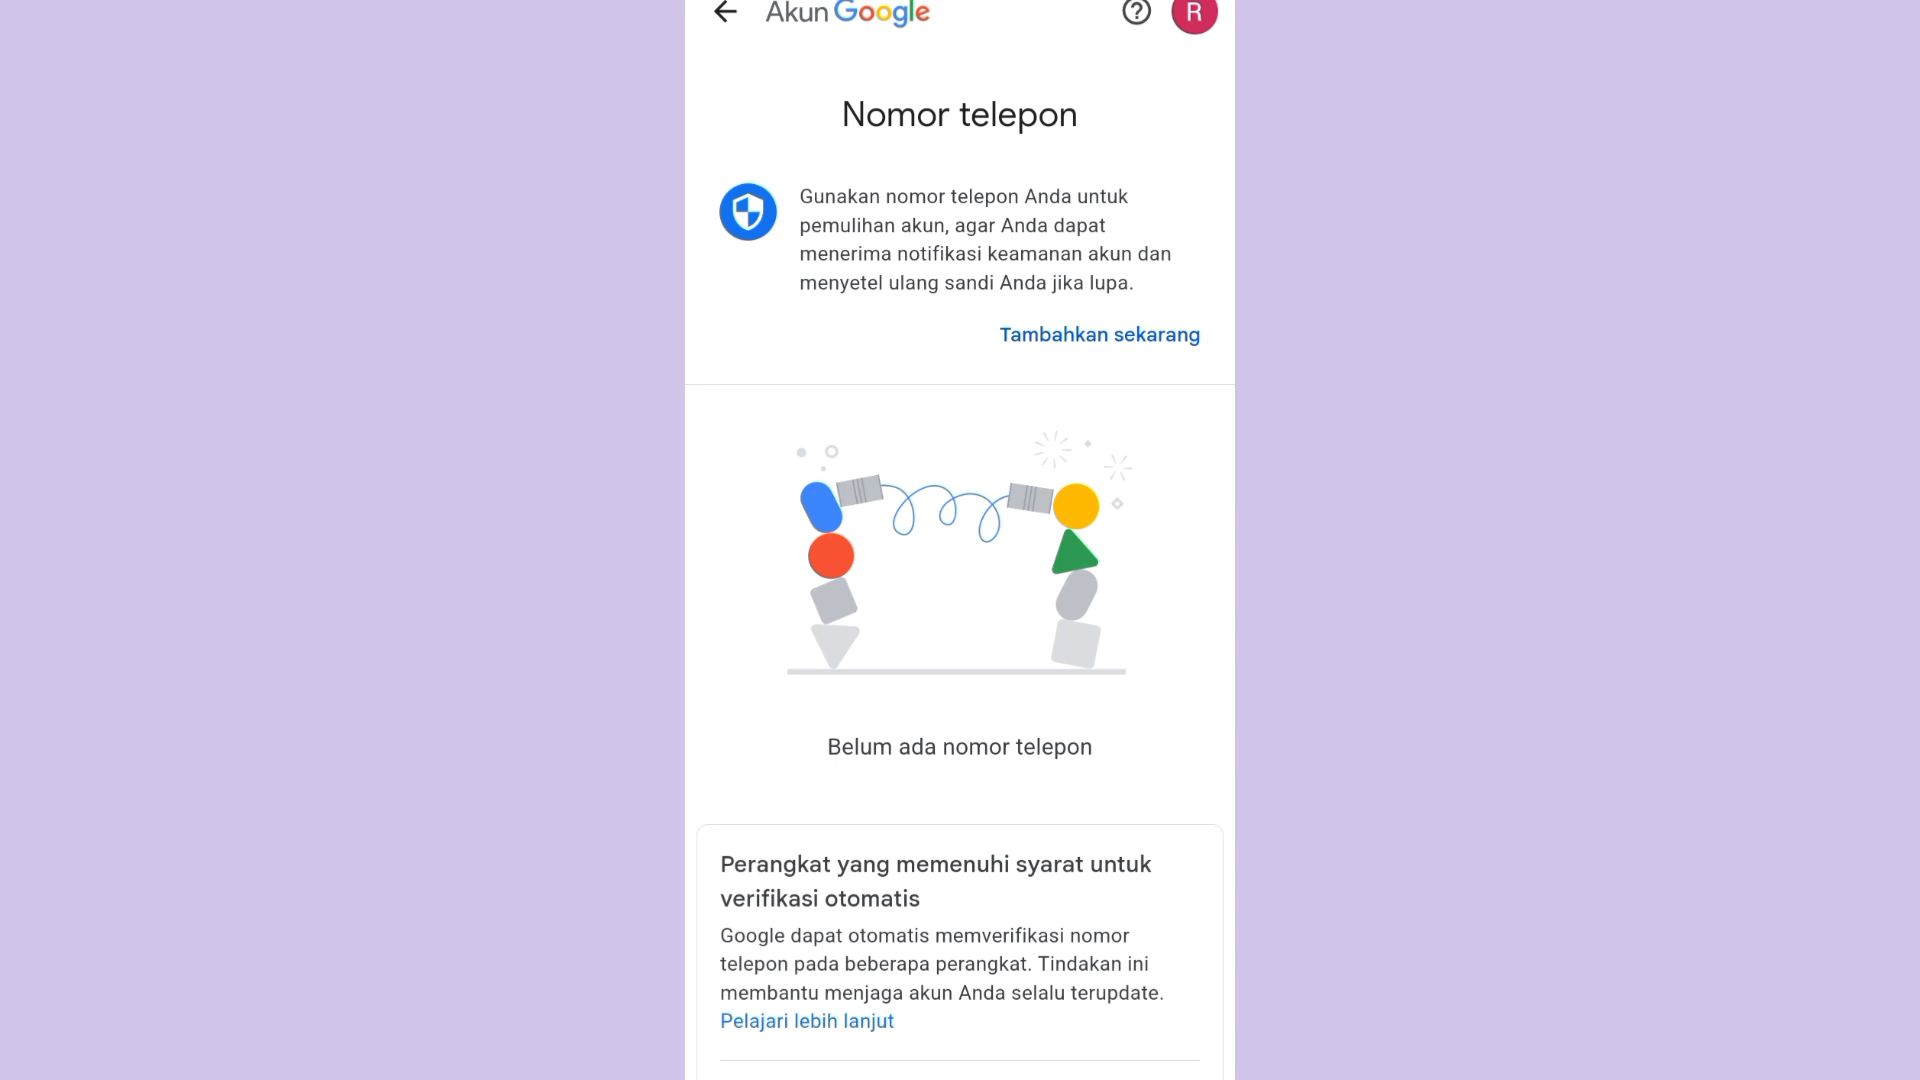 Akun Google
R
Nomor telepon
Gunakan nomor telepon Anda untuk
pemulihan akun, agar Anda dapat
menerima notifikasi keamanan akun dan
menyetel ulang sandi Anda jika lupa.
Tambahkan sekarang
Belum ada nomor telepon
Perangkat yang memenuhi syarat untuk
verifikasi otomatis
Google dapat otomatis memverifikasi nomor
telepon pada beberapa perangkat. Tindakan ini
membantu menjaga akun Anda selalu terupdate.
Pelajari lebih lanjut